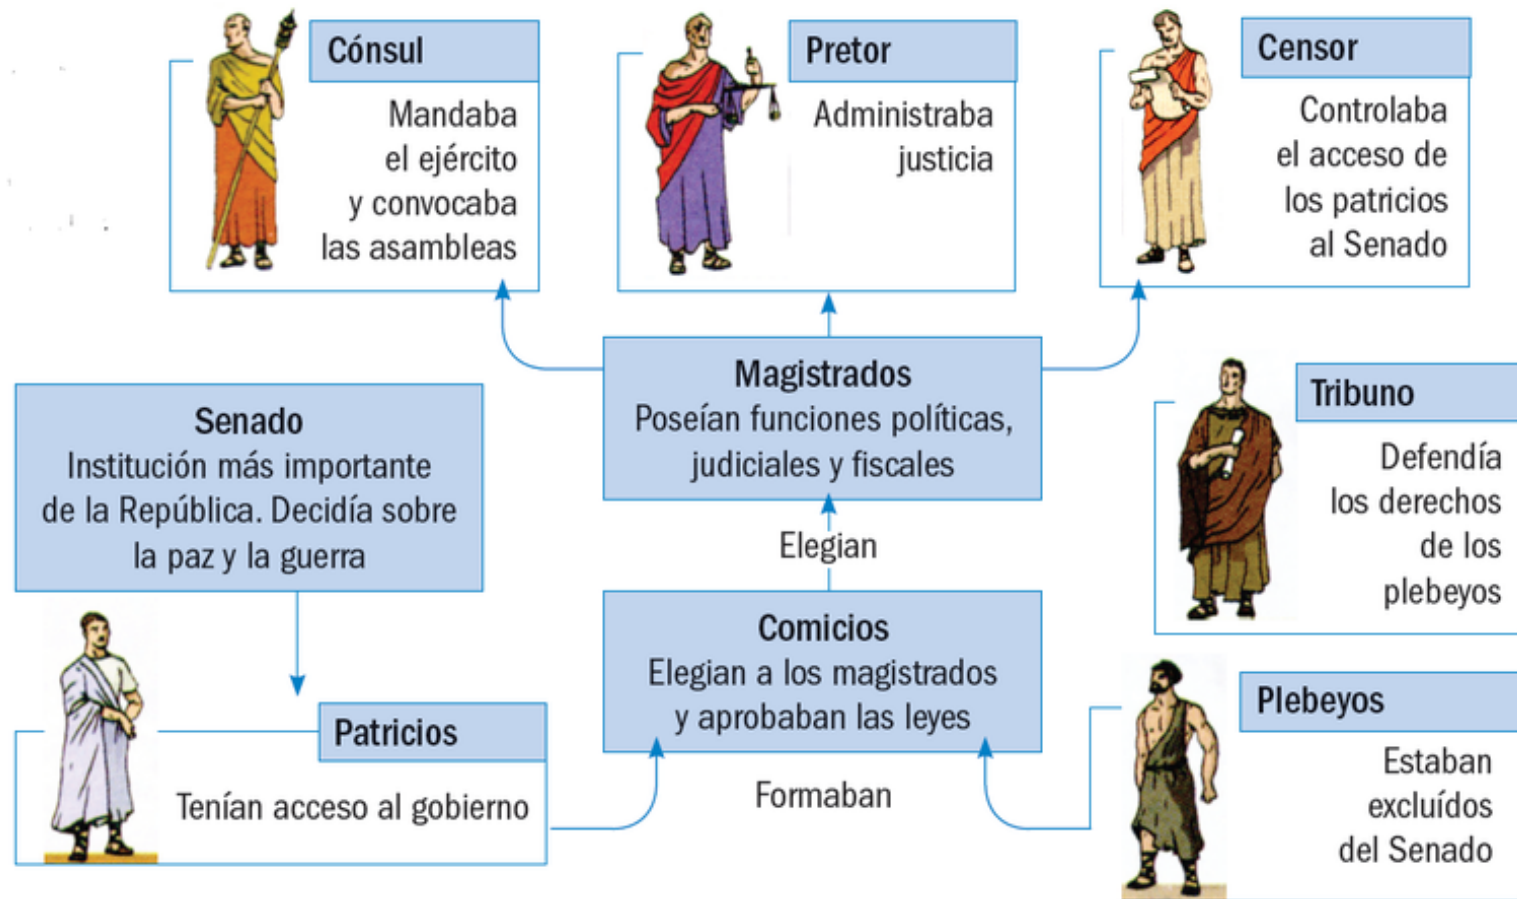 Cónsul
Mandaba
el ejército
y convocaba
las asambleas
Pretor
Administraba
justicia
Censor
Controlaba
el acceso de
los patricios
al Senado
Magistrados
Poseían funciones políticas,
judiciales y fiscales
Senado
Institución más importante
de la República. Decidía sobre
la paz y la guerra
Tribuno
Defendía
los derechos
de los
plebeyos
Elegian
Comicios
Elegian a los magistrados
y aprobaban las leyes
Patricios
Tenían acceso al gobierno
Formaban
Plebeyos
Estaban
excluídos
del Senado